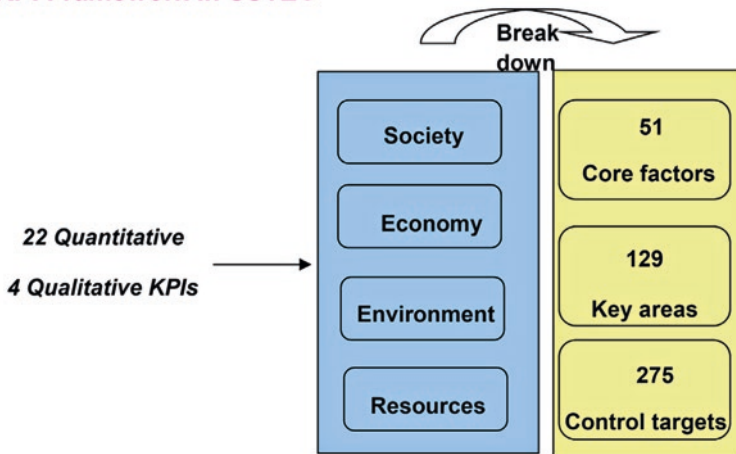 Break
down
Society
Economy
Environment
Resources
51
Core factors
129
Key areas
275
Control targets
22 Quantitative
4 Qualitative KPIs